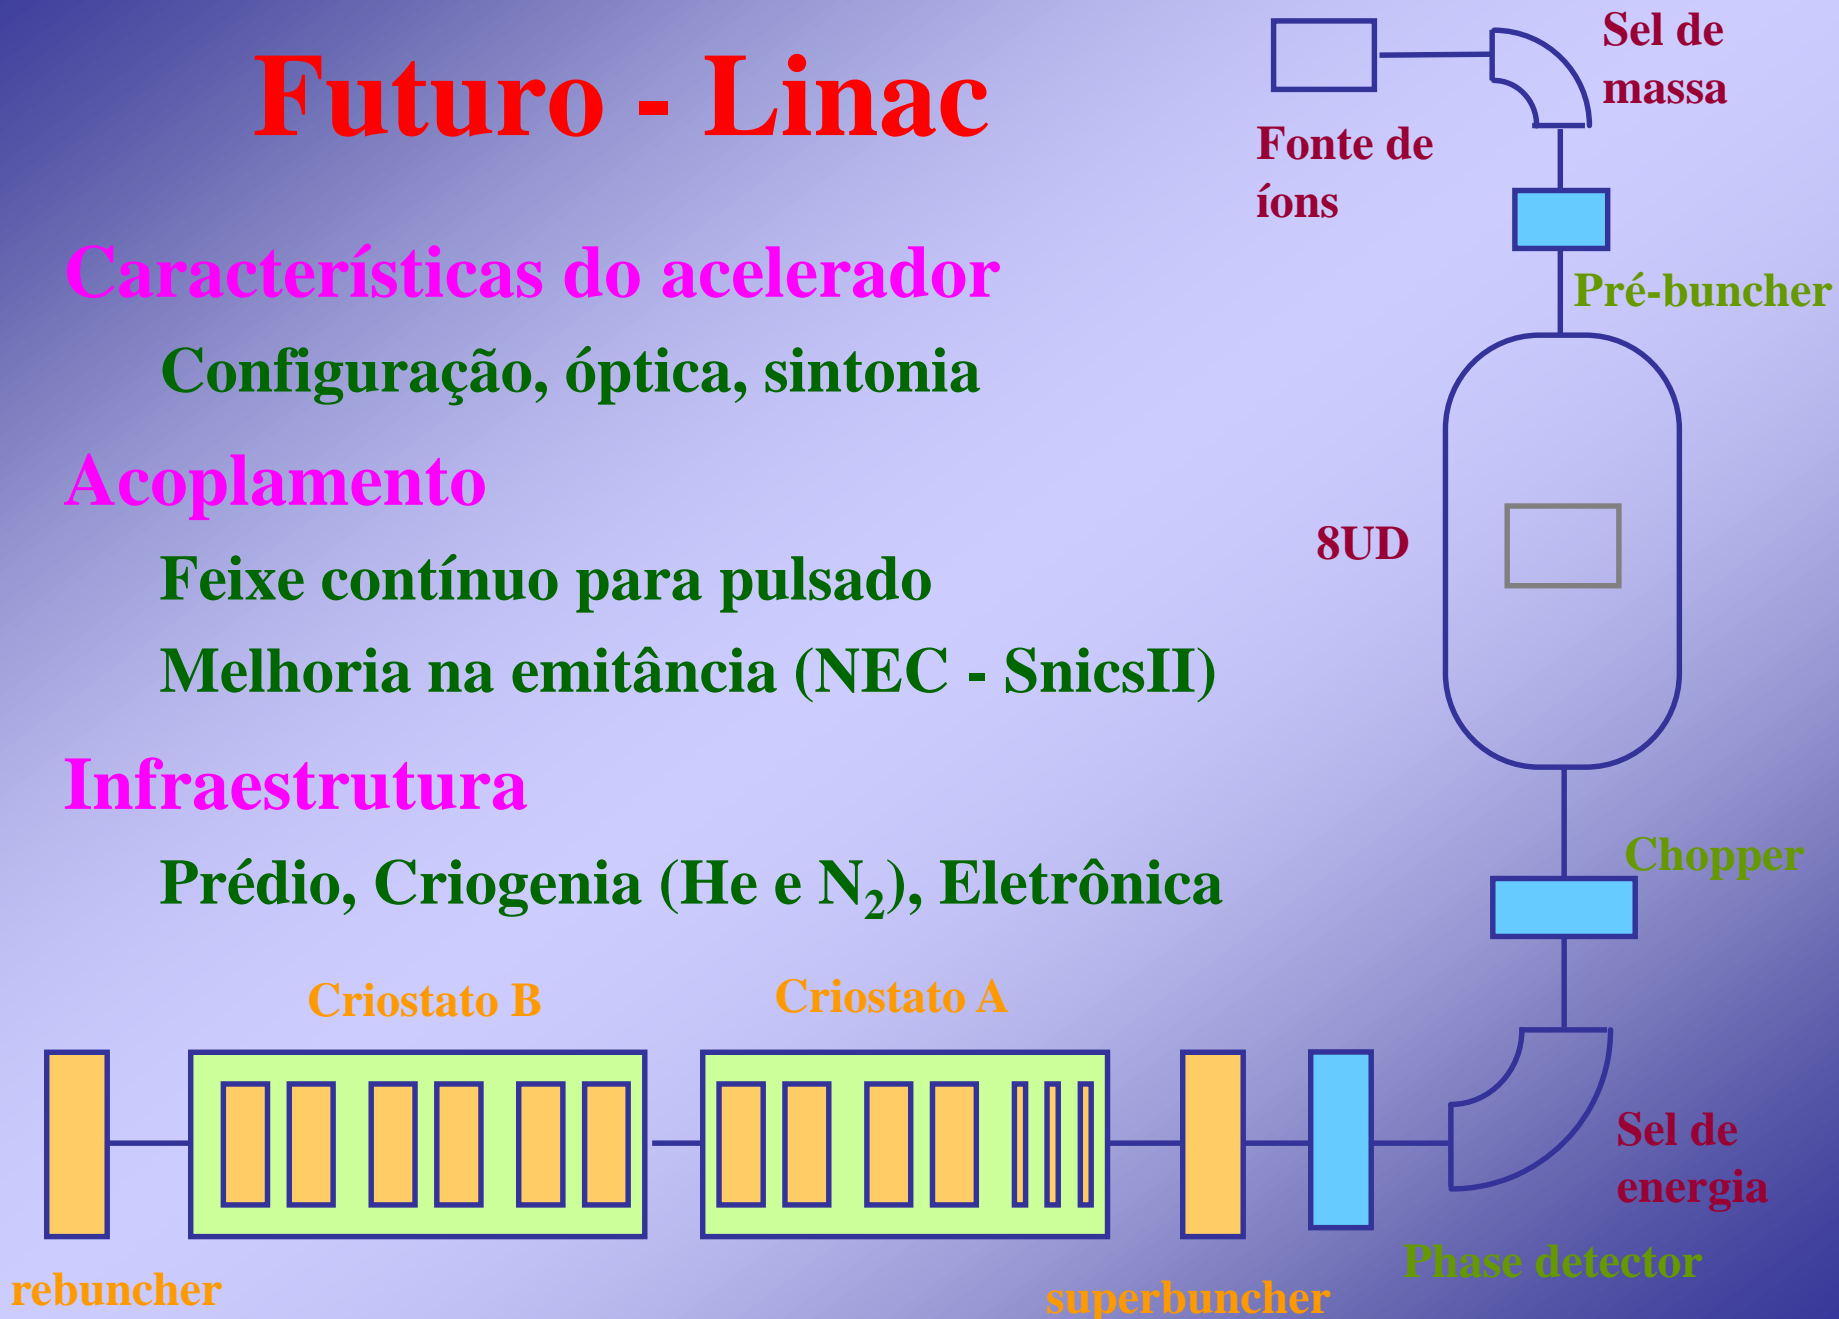 Futuro - Linac
Características do acelerador
Configuração, óptica, sintonia
Acoplamento
Feixe contínuo para pulsado
Melhoria na emitância (NEC - SnicsII)
Infraestrutura
Prédio, Criogenia (He e N₂), Eletrônica
Sel de
massa
Fonte de
íons
Pré-buncher
8UD
Chopper
Sel de
energia
Phase detector
superbuncher
Criostato A
Criostato B
rebuncher